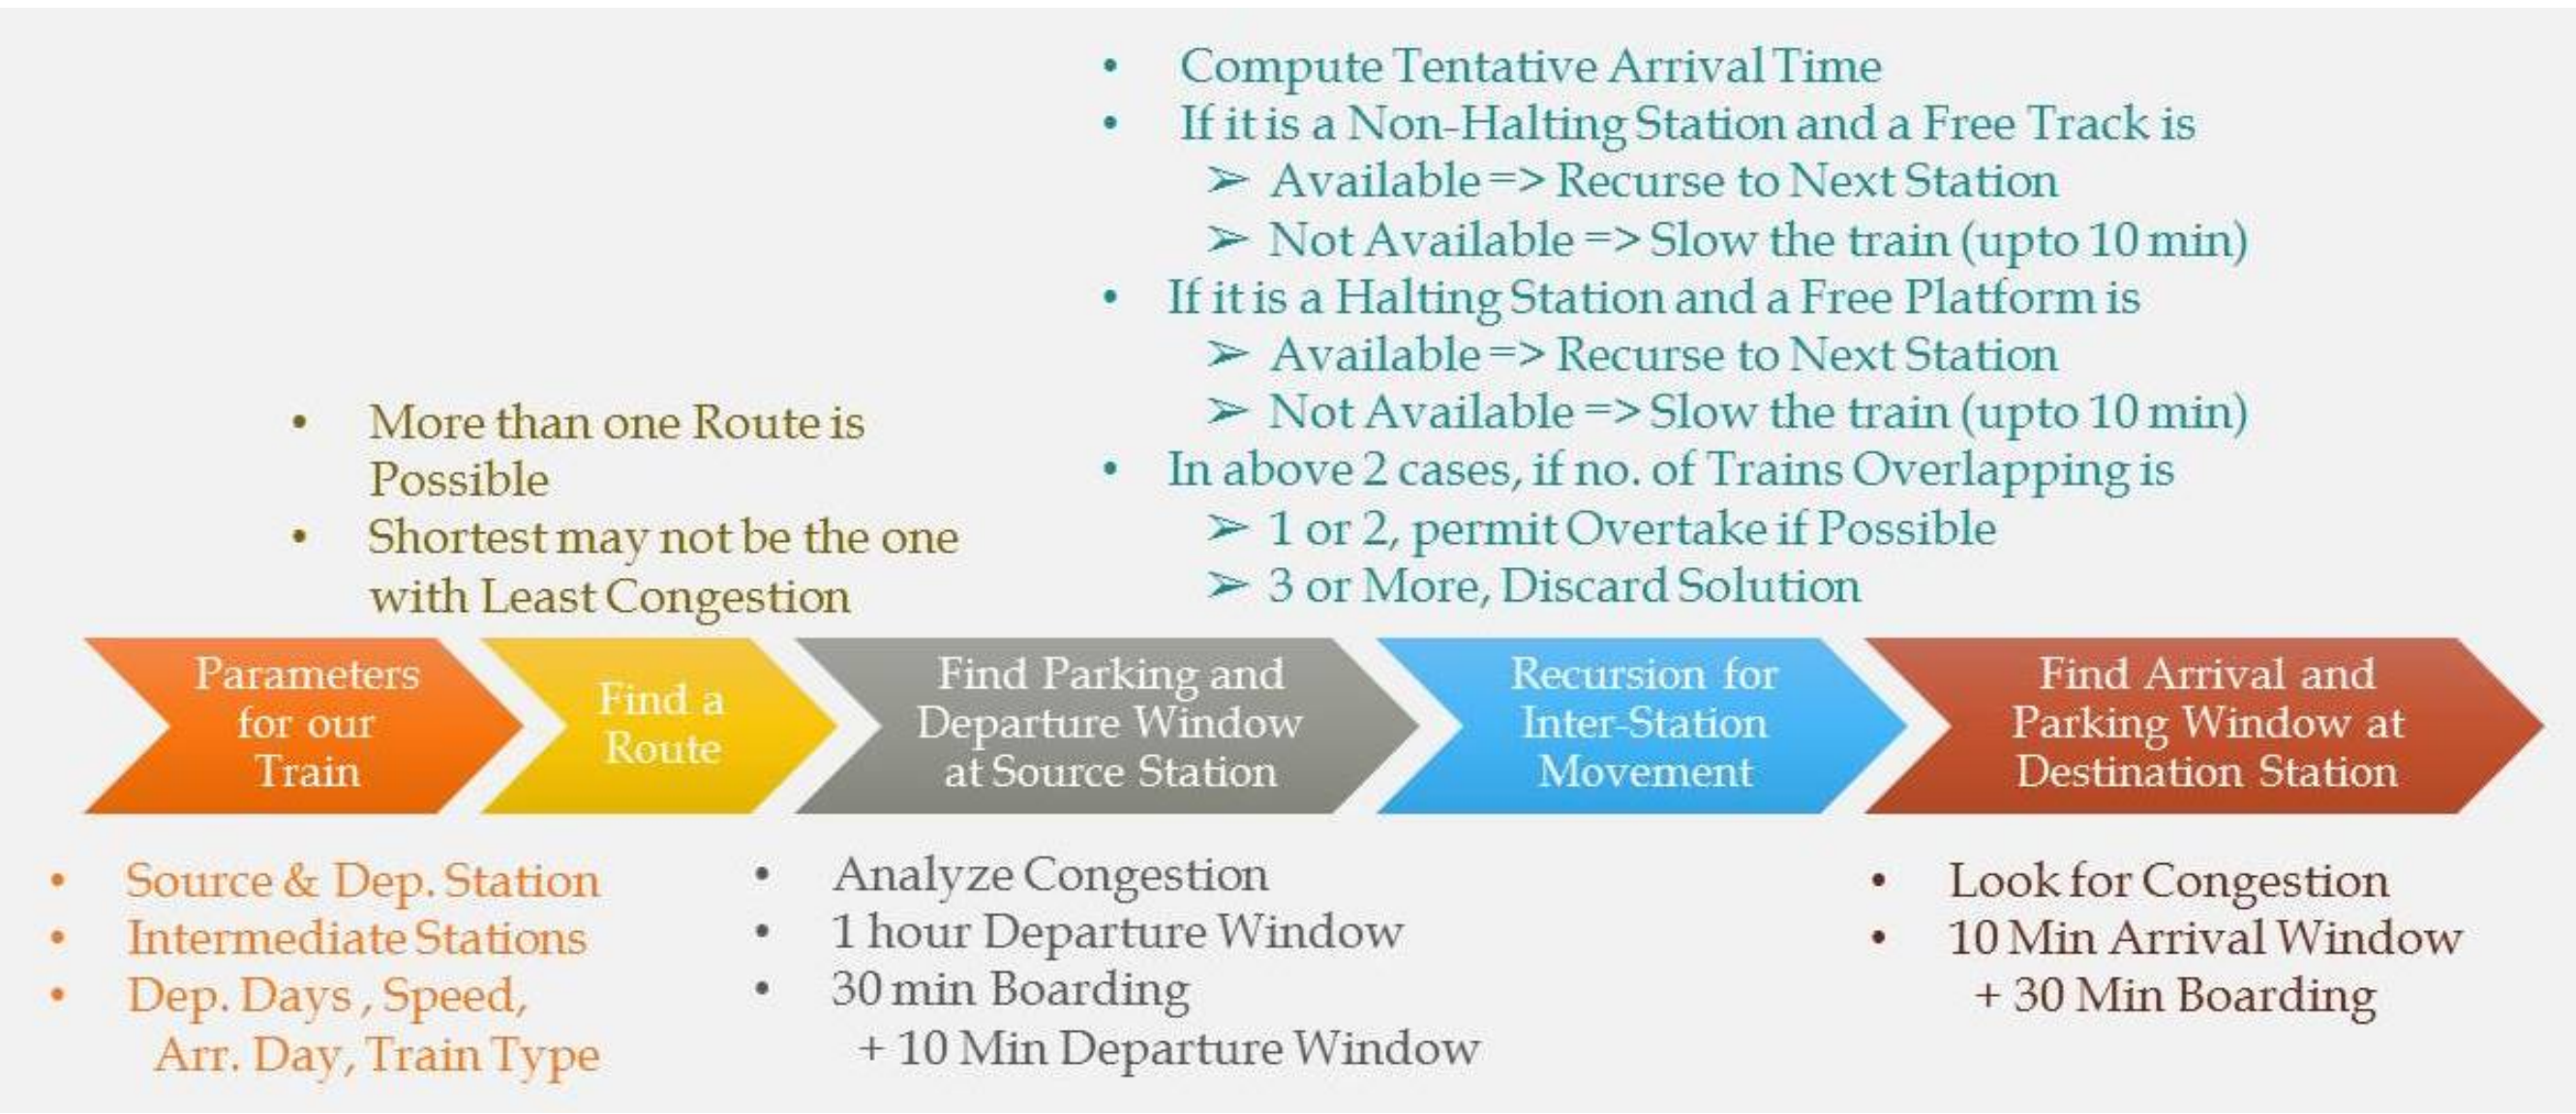 • Compute Tentative Arrival Time
• If it is a Non-Halting Station and a Free Track is
➢ Available => Recurse to Next Station
➢ Not Available => Slow the train (upto 10 min)
• If it is a Halting Station and a Free Platform is
➢ Available => Recurse to Next Station
➢ Not Available => Slow the train (upto 10 min)
• In above 2 cases, if no. of Trains Overlapping is
➢ 1 or 2, permit Overtake if Possible
➢ 3 or More, Discard Solution
• More than one Route is
Possible
• Shortest may not be the one
with Least Congestion
Parameters
for our
Train
Find a
Route
Find Parking and
Departure Window
at Source Station
Recursion for
Inter-Station
Movement
Find Arrival and
Parking Window at
Destination Station
• Source & Dep. Station
• Intermediate Stations
• Dep. Days , Speed,
Arr. Day, Train Type
• Analyze Congestion
• 1 hour Departure Window
• 30 min Boarding
+ 10 Min Departure Window
• Look for Congestion
• 10 Min Arrival Window
+ 30 Min Boarding